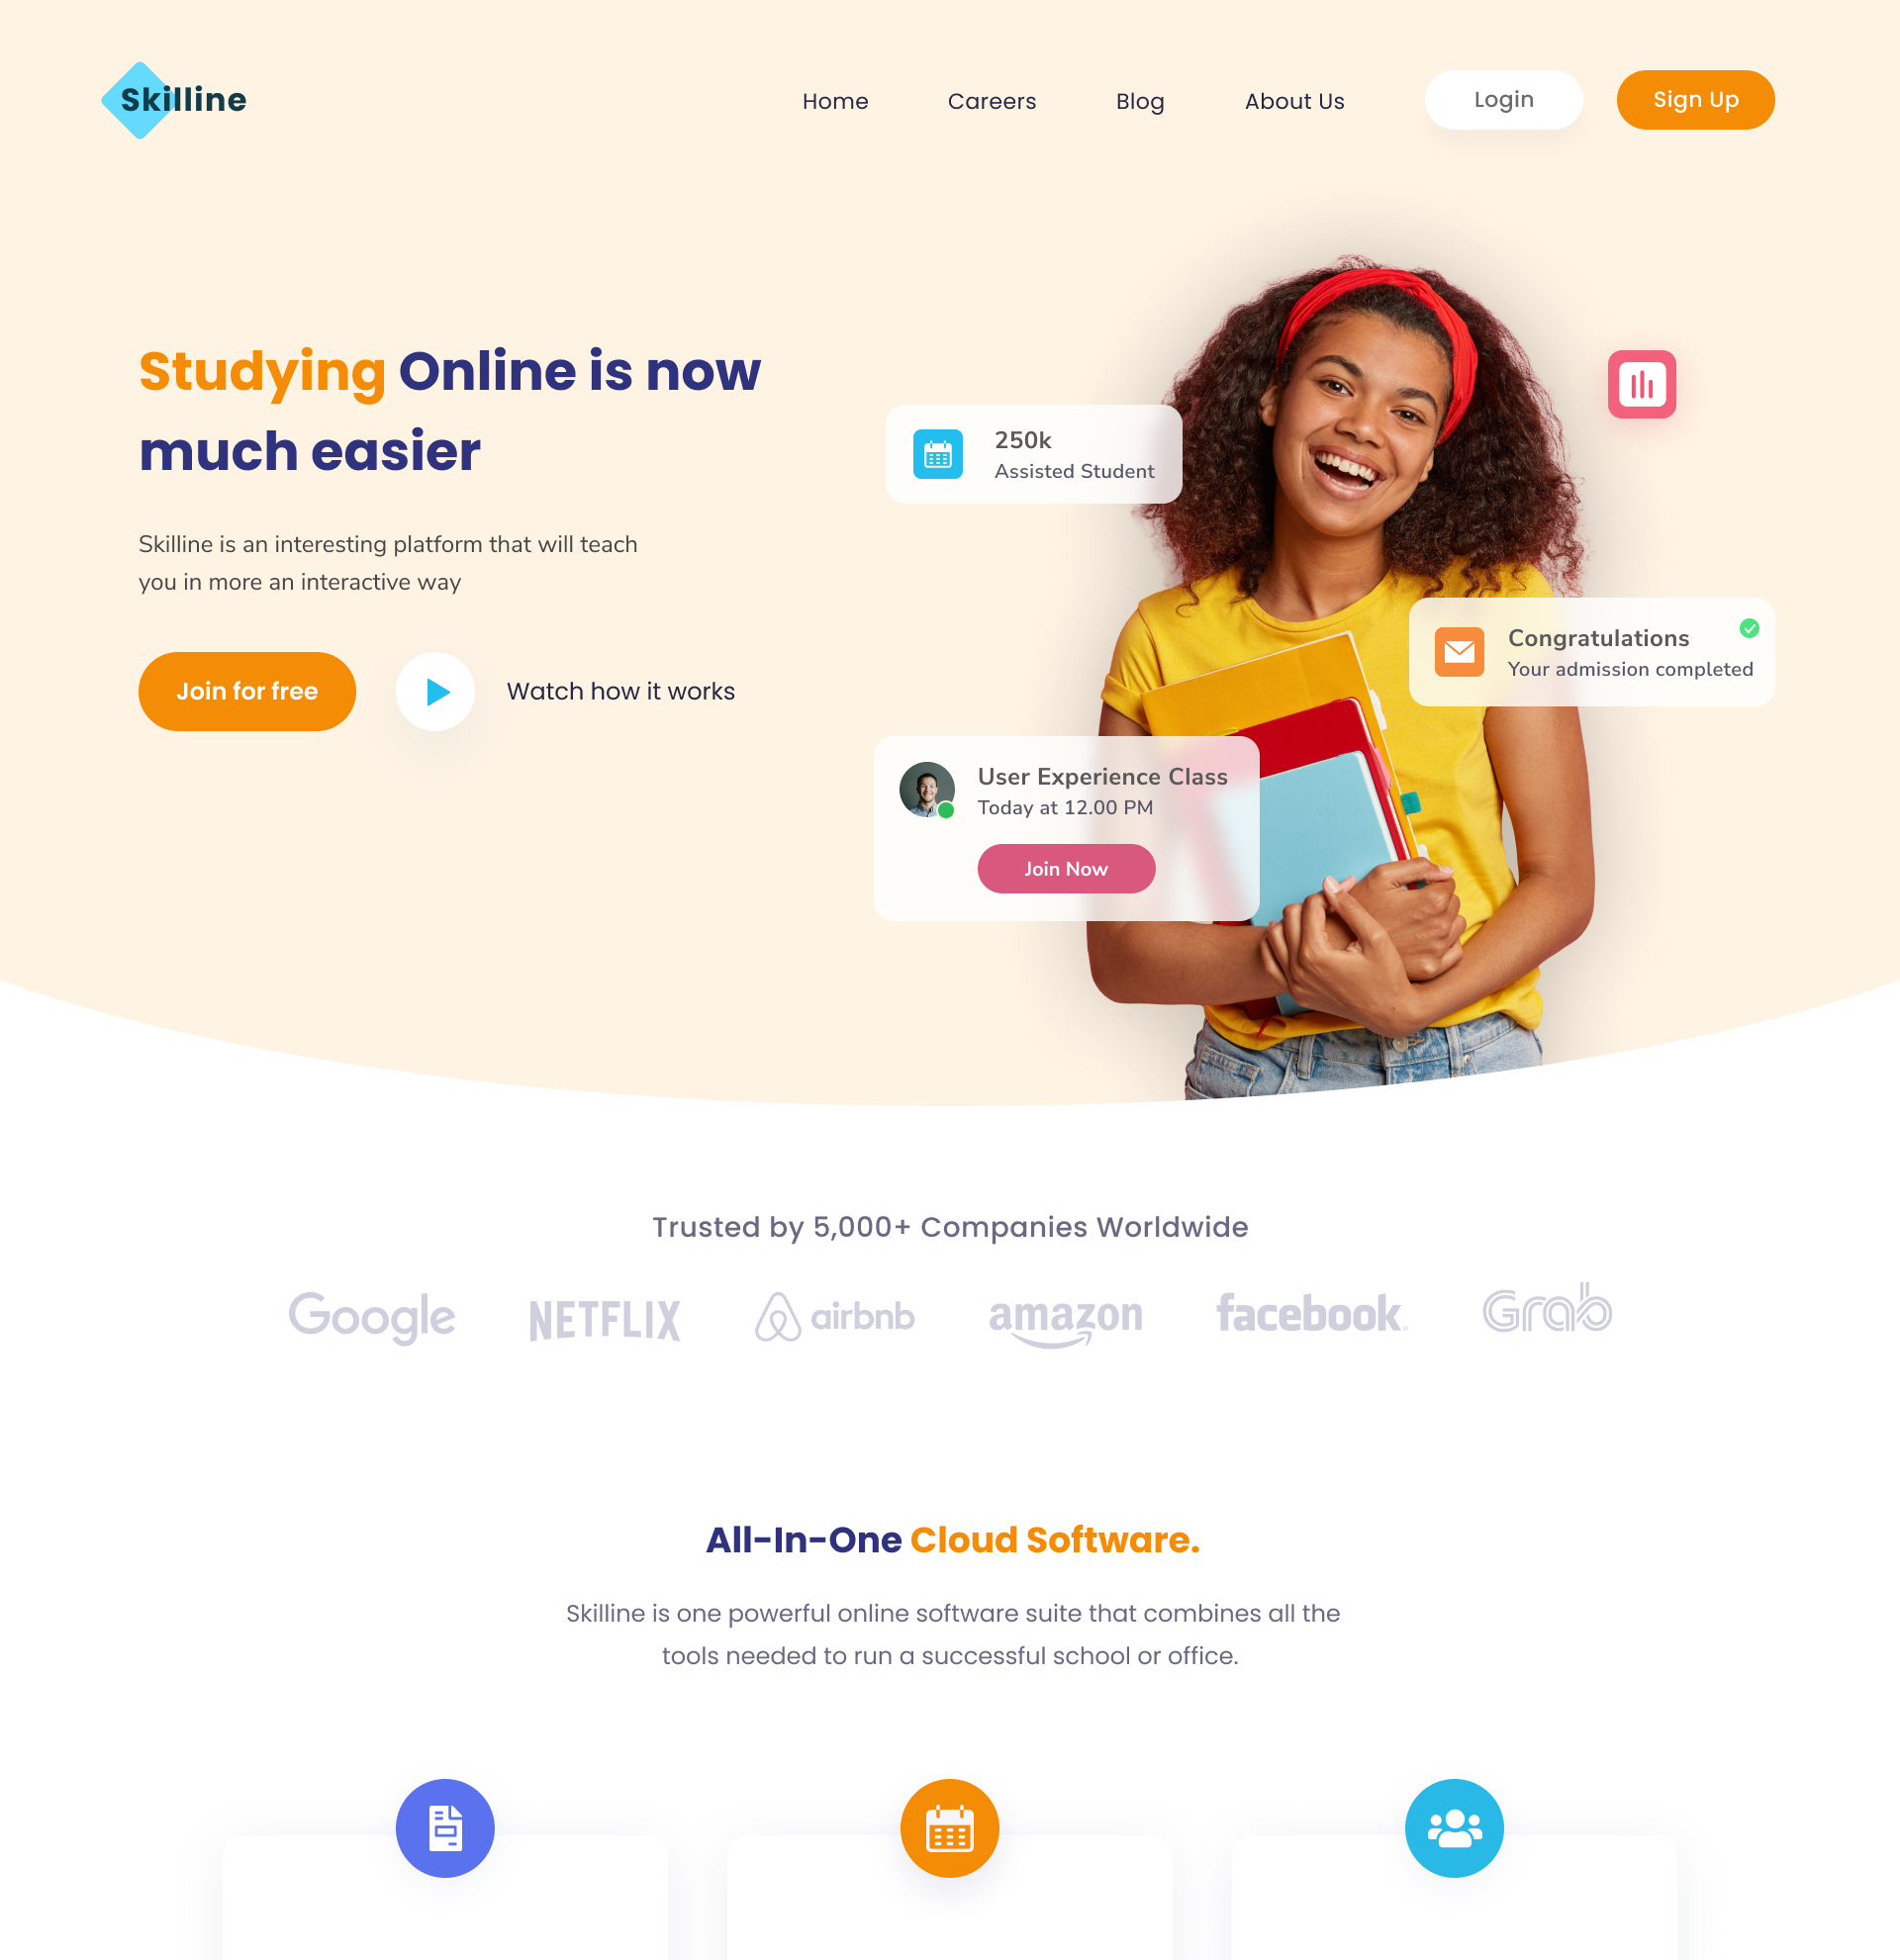 Skilline
Home
Careers
Blog
About Us
Login
Sign Up
Studying Online is now
much easier
Skilline is an interesting platform that will teach
you in more an interactive way
Join for free
Watch how it works
250k
Assisted Student
Congratulations
Your admission completed
User Experience Class
Today at 12.00 PM
Join Now
Trusted by 5,000+ Companies Worldwide
Google
NETFLIX
airbnb
amazon
facebook
Grab
All-In-One Cloud Software.
Skilline is one powerful online software suite that combines all the
tools needed to run a successful school or office.